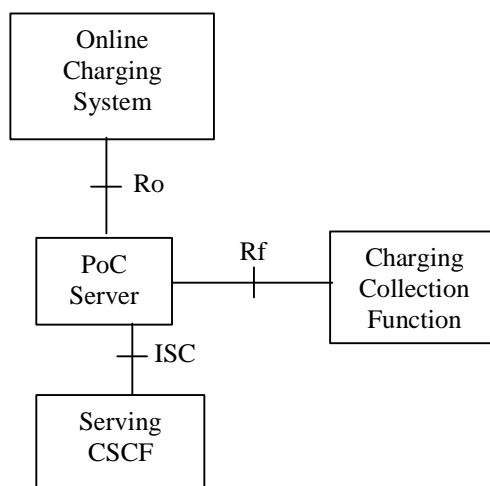 Online
Charging
System
Ro
PoC
Server
Rf
Charging
Collection
Function
ISC
Serving
CSCF